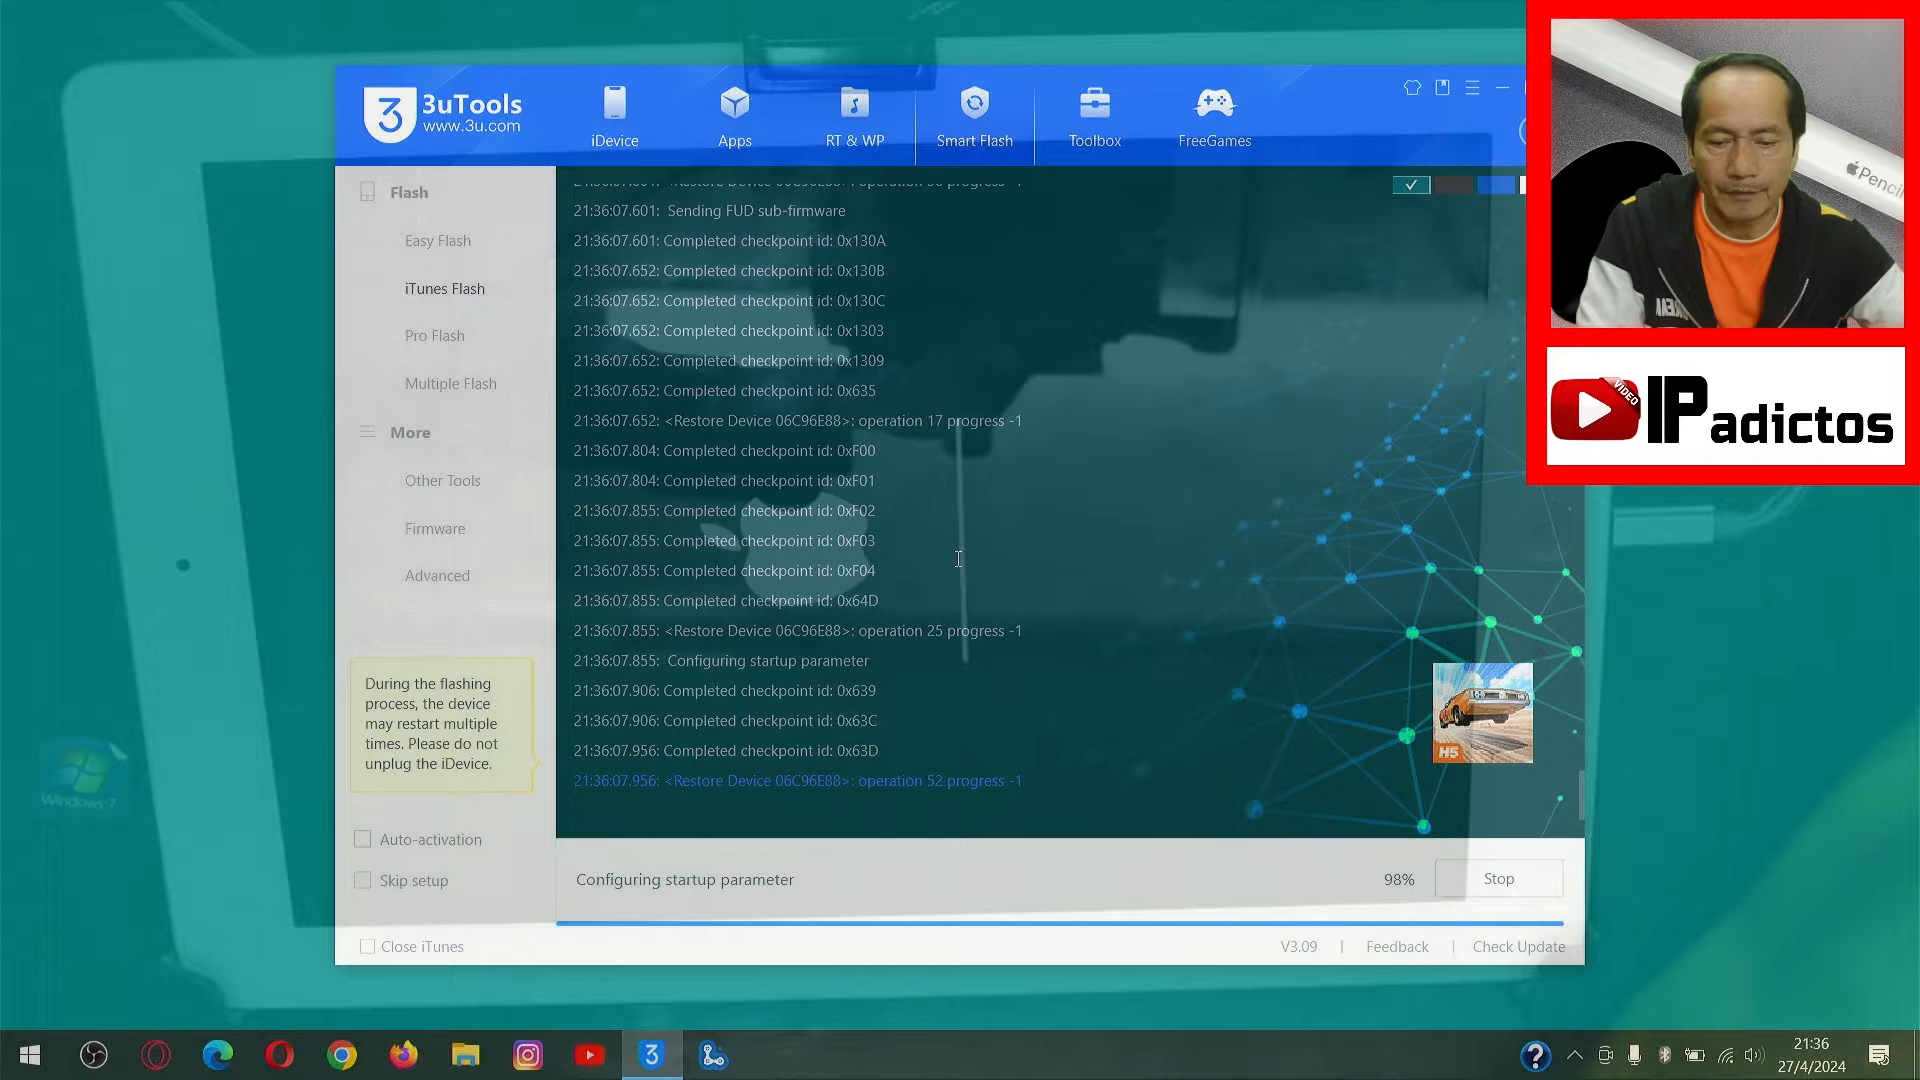 3uTools
www.3u.com
iDevice
Apps
RT & WP
Smart Flash
Toolbox
FreeGames
Flash
Easy Flash
iTunes Flash
Pro Flash
Multiple Flash
More
Other Tools
Firmware
Advanced
During the flashing
process, the device
may restart multiple
times. Please do not
unplug the iDevice.
Auto-activation
Skip setup
Close iTunes
21:36:07.601: Sending FUD sub-firmware
21:36:07.601: Completed checkpoint id: 0x130A
21:36:07.652: Completed checkpoint id: 0x130B
21:36:07.652: Completed checkpoint id: 0x130C
21:36:07.652: Completed checkpoint id: 0x1303
21:36:07.652: Completed checkpoint id: 0x1309
21:36:07.652: Completed checkpoint id: 0x635
21:36:07.652: <Restore Device 06C96E88>: operation 17 progress -1
21:36:07.804: Completed checkpoint id: 0xF00
21:36:07.804: Completed checkpoint id: 0xF01
21:36:07.855: Completed checkpoint id: 0xF02
21:36:07.855: Completed checkpoint id: 0xF03
21:36:07.855: Completed checkpoint id: 0xF04
21:36:07.855: Completed checkpoint id: 0x64D
21:36:07.855: <Restore Device 06C96E88>: operation 25 progress -1
21:36:07.855: Configuring startup parameter
21:36:07.906: Completed checkpoint id: 0x639
21:36:07.906: Completed checkpoint id: 0x63C
21:36:07.956: Completed checkpoint id: 0x63D
21:36:07.956: <Restore Device 06C96E88>: operation 52 progress -1
H5
Configuring startup parameter
98%
Stop
V3.09 | Feedback | Check Update
Pencil
VIDEO
IPadictos
Windows 7
21:36
27/4/2024